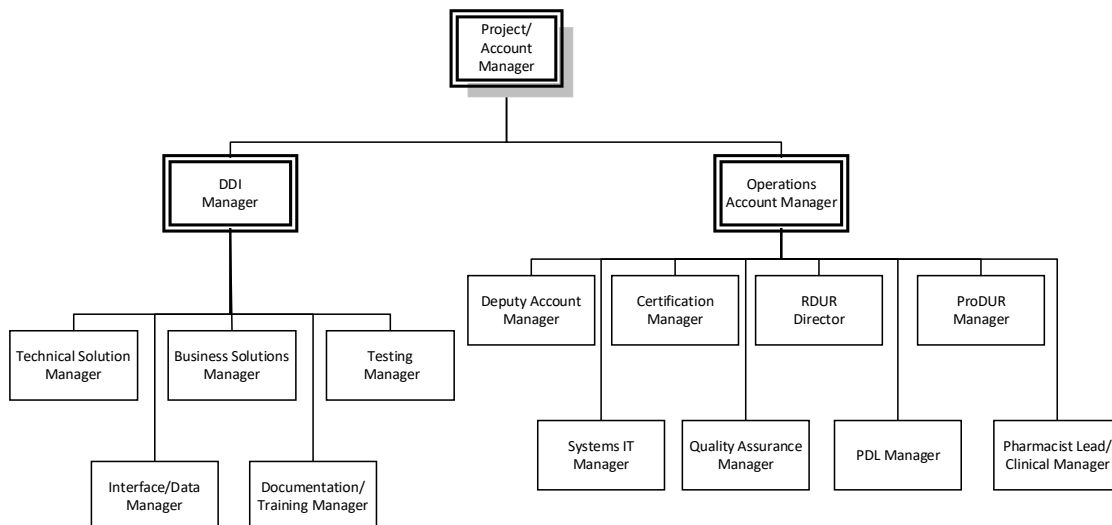 Project/
Account
Manager
DDI
Manager
Operations
Account Manager
Deputy Account
Manager
Certification
Manager
RDUR
Director
ProDUR
Manager
Technical Solution
Manager
Business Solutions
Manager
Testing
Manager
Systems IT
Manager
Quality Assurance
Manager
PDL Manager
Pharmacist Lead/
Clinical Manager
Interface/Data
Manager
Documentation/
Training Manager